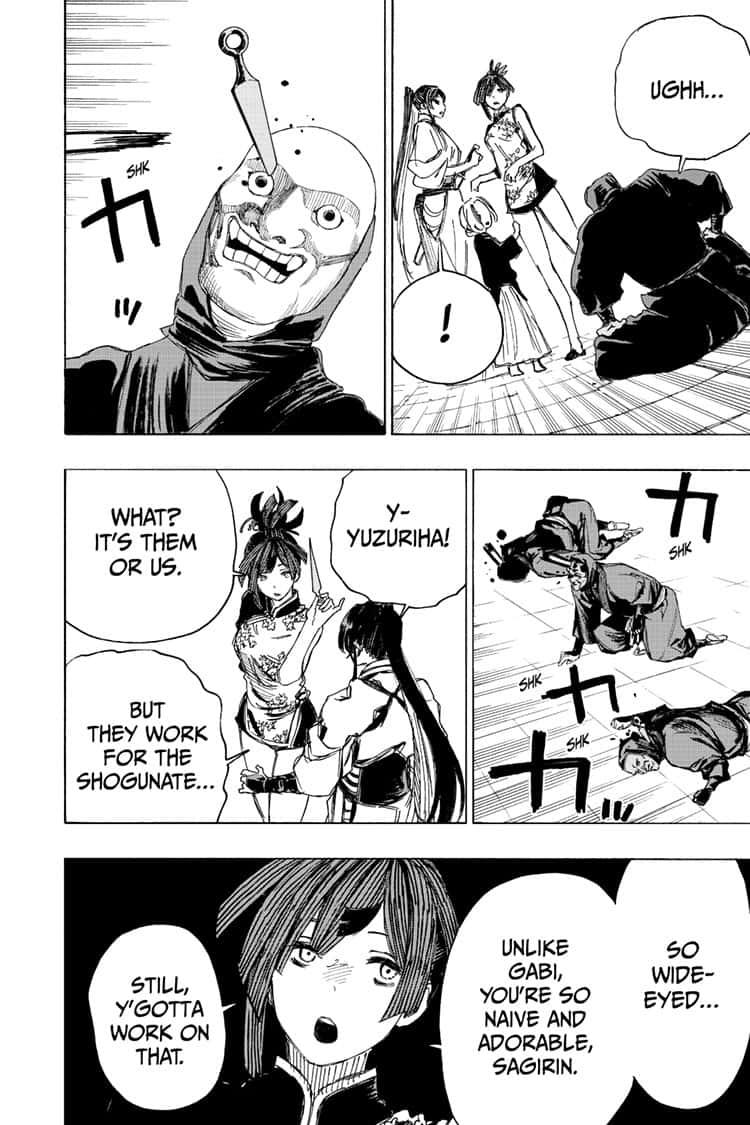 UGHH...
!
SHK
カ
ッ
カ
SHK
SHK
カ
SHK
カ
ッ
Y-
YUZURIHA!
WHAT?
IT'S THEM
OR US.
BUT
THEY WORK
FOR THE
SHOGUNATE...
SO
WIDE-
EYED...
UNLIKE
GABI,
YOU'RE SO
NAIVE AND
ADORABLE,
SAGIRIN.
STILL,
Y'GOTTA
WORK ON
THAT.